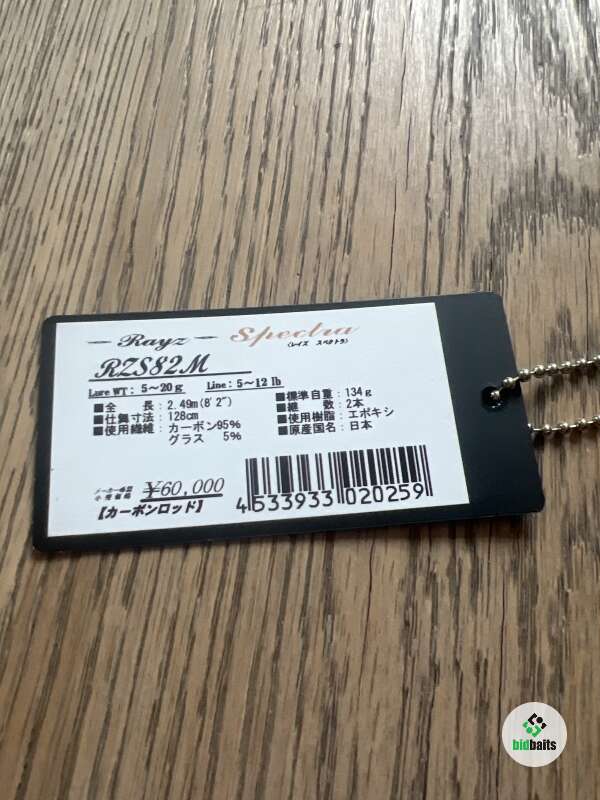 Rayz Spectra
(レイズ スペクトラ)
RZS82M
Lure WT: 5～20g Line: 5～12 lb
■全 長: 2.49m(8'2")
■仕舞寸法: 128cm
■使用繊維: カーボン95%
グラス 5%
■標準自重: 134g
■継 数: 2本
■使用樹脂: エポキシ
■原産国名: 日本
メーカー希望
小売価格 ¥60,000
【カーボンロッド】
4 533933 020259
bidbaits